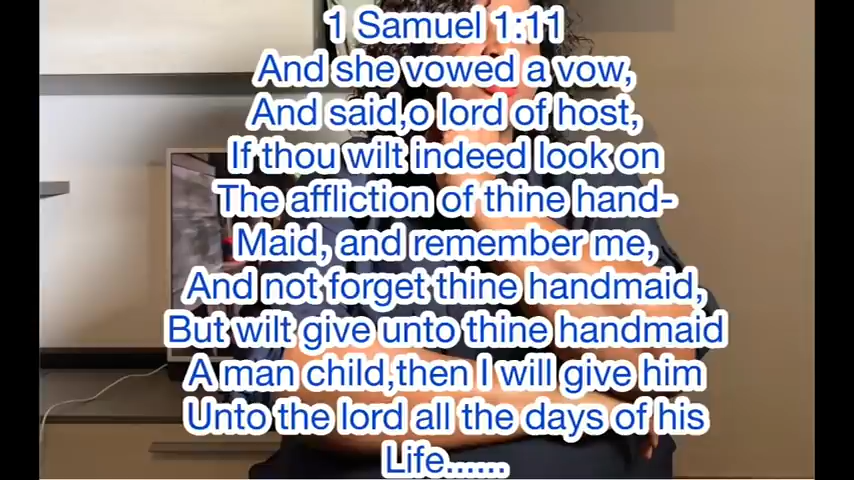 1 Samuel 1:11
And she vowed a vow,
And said,o lord of host,
If thou wilt indeed look on
The affliction of thine hand-
Maid, and remember me,
And not forget thine handmaid,
But wilt give unto thine handmaid
A man child,then I will give him
Unto the lord all the days of his
Life......